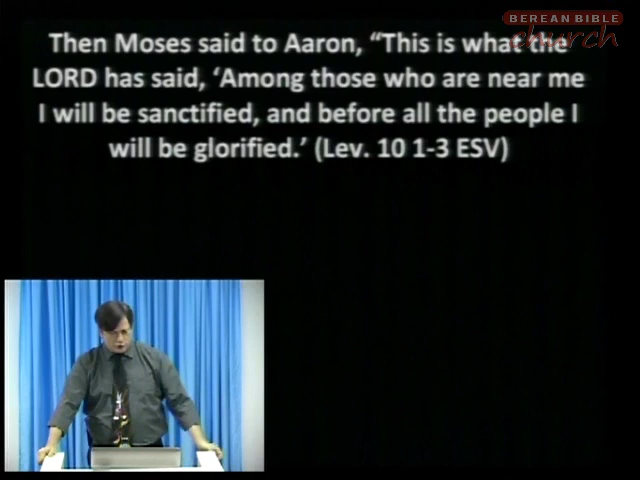 BEREAN BIBLE
church
Then Moses said to Aaron, “This is what the
LORD has said, ‘Among those who are near me
I will be sanctified, and before all the people I
will be glorified.’ (Lev. 10 1-3 ESV)